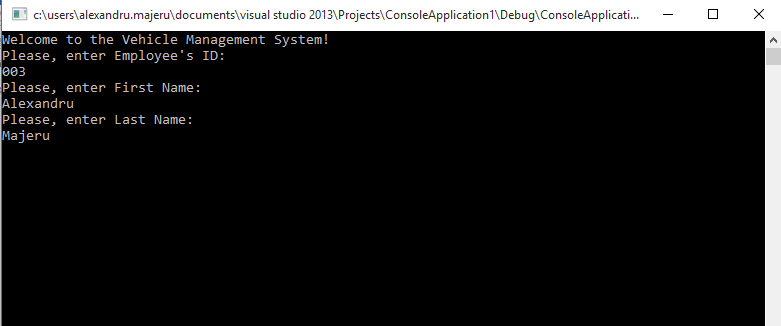 c:\users\alexandru.majeru\documents\visual studio 2013\Projects\ConsoleApplication1\Debug\ConsoleApplicati...
Welcome to the Vehicle Management System!
Please, enter Employee's ID:
003
Please, enter First Name:
Alexandru
Please, enter Last Name:
Majeru